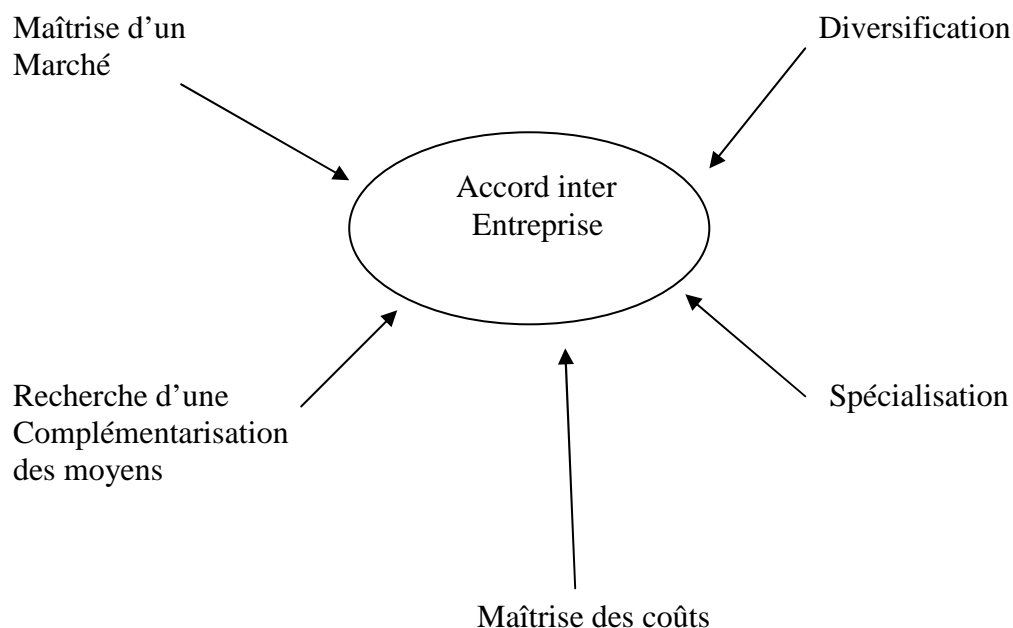 Maîtrise d’un
Marché
Diversification
Accord inter
Entreprise
Recherche d’une
Complémentarisation
des moyens
Spécialisation
Maîtrise des coûts